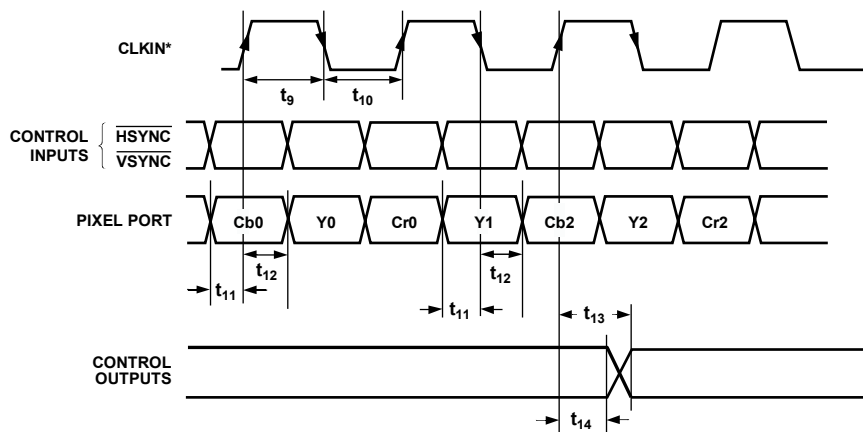 CLKIN*
t9 t10
CONTROL INPUTS { HSYNC VSYNC
PIXEL PORT Cb0 Y0 Cr0 Y1 Cb2 Y2 Cr2
t12 t12
t11 t11 t13
CONTROL OUTPUTS
t14